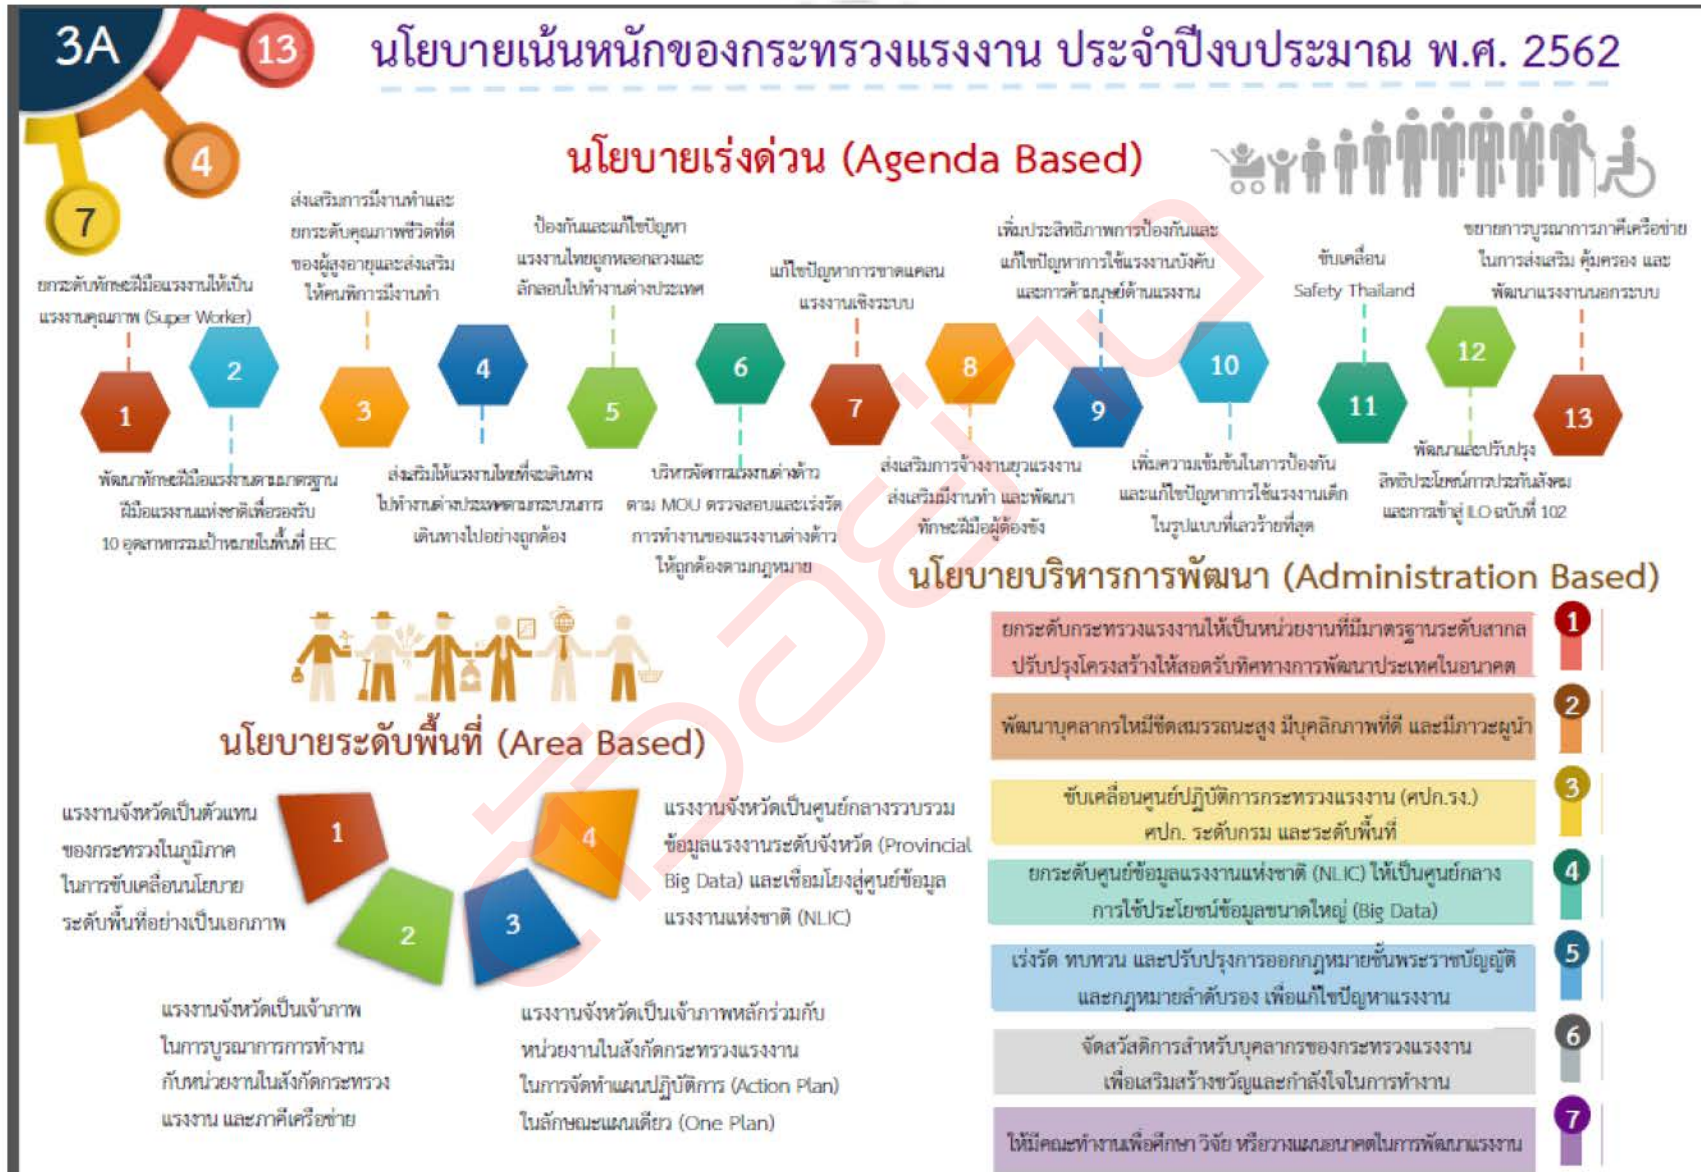 3A
13
4
7
นโยบายเน้นหนักของกระทรวงแรงงาน ประจำปีงบประมาณ พ.ศ. 2562
นโยบายเร่งด่วน (Agenda Based)
1
ยกระดับทักษะฝีมือแรงงานให้เป็น
แรงงานคุณภาพ (Super Worker)
2
พัฒนาทักษะฝีมือแรงงานตามมาตรฐาน
ฝีมือแรงงานแห่งชาติเพื่อรองรับ
10 อุตสาหกรรมเป้าหมายในพื้นที่ EEC
3
ส่งเสริมการมีงานทำและ
ยกระดับคุณภาพชีวิตที่ดี
ของผู้สูงอายุและส่งเสริม
ให้คนพิการมีงานทำ
4
ส่งเสริมให้แรงงานไทยที่จะเดินทาง
ไปทำงานต่างประเทศตามกระบวนการ
เดินทางไปอย่างถูกต้อง
5
ป้องกันและแก้ไขปัญหา
แรงงานไทยถูกหลอกลวงและ
ลักลอบไปทำงานต่างประเทศ
6
บริหารจัดการแรงงานต่างด้าว
ตาม MOU ตรวจสอบและเร่งรัด
การทำงานของแรงงานต่างด้าว
ให้ถูกต้องตามกฎหมาย
7
แก้ไขปัญหาการขาดแคลน
แรงงานเชิงระบบ
8
ส่งเสริมการจ้างงานยุวแรงงาน
ส่งเสริมมีงานทำ และพัฒนา
ทักษะฝีมือผู้ต้องขัง
9
เพิ่มประสิทธิภาพการป้องกันและ
แก้ไขปัญหาการใช้แรงงานบังคับ
และการค้ามนุษย์ด้านแรงงาน
10
เพิ่มความเข้มข้นในการป้องกัน
และแก้ไขปัญหาการใช้แรงงานเด็ก
ในรูปแบบที่เลวร้ายที่สุด
11
ขับเคลื่อน
Safety Thailand
12
พัฒนาและปรับปรุง
สิทธิประโยชน์การประกันสังคม
และการเข้าสู่ ILO ฉบับที่ 102
13
ขยายการบูรณาการภาคีเครือข่าย
ในการส่งเสริม คุ้มครอง และ
พัฒนาแรงงานนอกระบบ
นโยบายระดับพื้นที่ (Area Based)
1
แรงงานจังหวัดเป็นตัวแทน
ของกระทรวงในภูมิภาค
ในการขับเคลื่อนนโยบาย
ระดับพื้นที่อย่างเป็นเอกภาพ
2
แรงงานจังหวัดเป็นเจ้าภาพ
ในการบูรณาการการทำงาน
กับหน่วยงานในสังกัดกระทรวง
แรงงาน และภาคีเครือข่าย
3
แรงงานจังหวัดเป็นเจ้าภาพหลักร่วมกับ
หน่วยงานในสังกัดกระทรวงแรงงาน
ในการจัดทำแผนปฏิบัติการ (Action Plan)
ในลักษณะแผนเดียว (One Plan)
4
แรงงานจังหวัดเป็นศูนย์กลางรวบรวม
ข้อมูลแรงงานระดับจังหวัด (Provincial
Big Data) และเชื่อมโยงสู่ศูนย์ข้อมูล
แรงงานแห่งชาติ (NLIC)
นโยบายบริหารการพัฒนา (Administration Based)
ยกระดับกระทรวงแรงงานให้เป็นหน่วยงานที่มีมาตรฐานระดับสากล
ปรับปรุงโครงสร้างให้สอดรับทิศทางการพัฒนาประเทศในอนาคต
1
พัฒนาบุคลากรให้มีขีดสมรรถนะสูง มีบุคลิกภาพที่ดี และมีภาวะผู้นำ
2
ขับเคลื่อนศูนย์ปฏิบัติการกระทรวงแรงงาน (ศปก.รง.)
ศปก. ระดับกรม และระดับพื้นที่
3
ยกระดับศูนย์ข้อมูลแรงงานแห่งชาติ (NLIC) ให้เป็นศูนย์กลาง
การใช้ประโยชน์ข้อมูลขนาดใหญ่ (Big Data)
4
เร่งรัด ทบทวน และปรับปรุงการออกกฎหมายชั้นพระราชบัญญัติ
และกฎหมายลำดับรอง เพื่อแก้ไขปัญหาแรงงาน
5
จัดสวัสดิการสำหรับบุคลากรของกระทรวงแรงงาน
เพื่อเสริมสร้างขวัญและกำลังใจในการทำงาน
6
ให้มีคณะทำงานเพื่อศึกษา วิจัย หรือวางแผนอนาคตในการพัฒนาแรงงาน
7
ตัวอย่าง